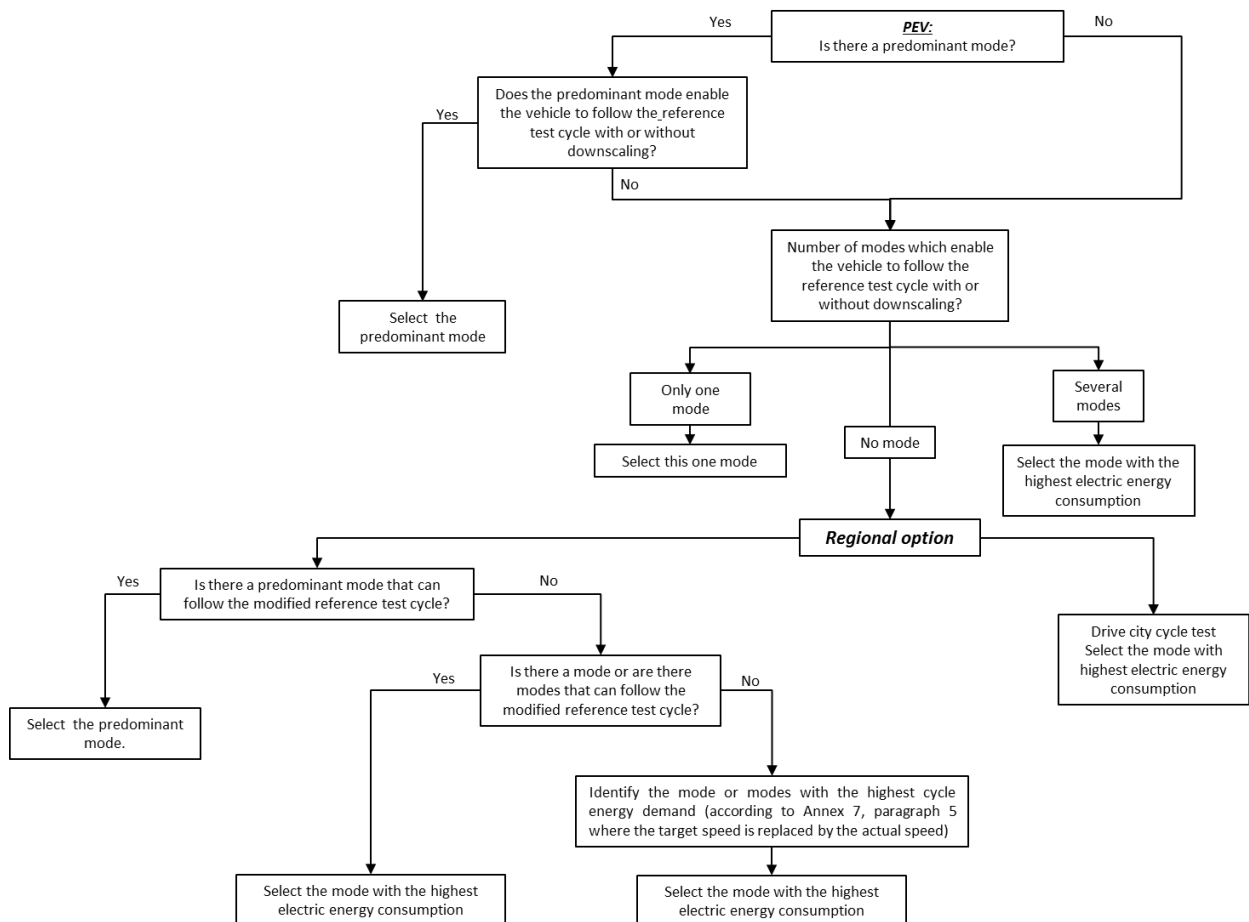 PEV:
Is there a predominant mode?
Yes
No
Does the predominant mode enable
the vehicle to follow the reference
test cycle with or without
downscaling?
Yes
No
Number of modes which enable
the vehicle to follow the
reference test cycle with or
without downscaling?
Select the
predominant mode
Only one
mode
Several
modes
No mode
Select this one mode
Select the mode with the
highest electric energy
consumption
Regional option
Yes
Is there a predominant mode that can
follow the modified reference test cycle?
No
Drive city cycle test
Select the mode with
highest electric energy
consumption
Yes
Is there a mode or are there
modes that can follow the
modified reference test cycle?
No
Select the predominant
mode.
Identify the mode or modes with the highest cycle
energy demand (according to Annex 7, paragraph 5
where the target speed is replaced by the actual speed)
Select the mode with the highest
electric energy consumption
Select the mode with the highest
electric energy consumption